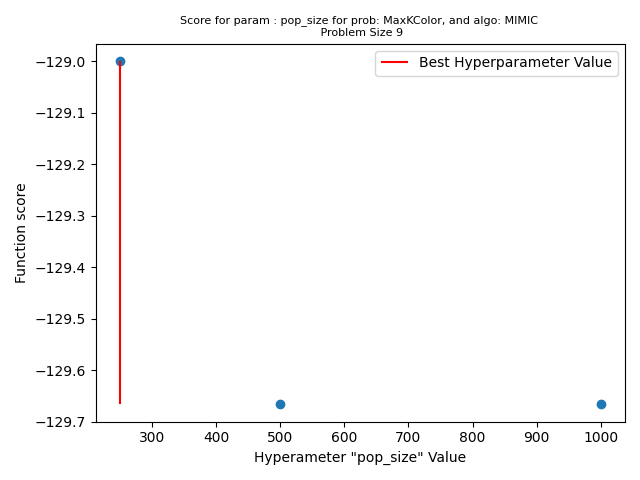 Score for param : pop_size for prob: MaxKColor, and algo: MIMIC
Problem Size 9
Best Hyperparameter Value
−129.0
−129.1
−129.2
−129.3
−129.4
−129.5
−129.6
−129.7
Function score
300 400 500 600 700 800 900 1000
Hyperameter "pop_size" Value